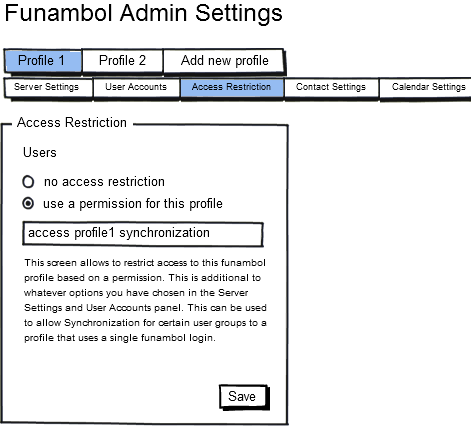 Funambol Admin Settings
Profile 1 Profile 2 Add new profile
Server Settings User Accounts Access Restriction Contact Settings Calendar Settings
Access Restriction
Users
no access restriction
use a permission for this profile
access profile1 synchronization
This screen allows to restrict access to this funambol
profile based on a permission. This is additional to
whatever options you have chosen in the Server
Settings and User Accounts panel. This can be used
to allow Synchronization for certain user groups to a
profile that uses a single funambol login.
Save